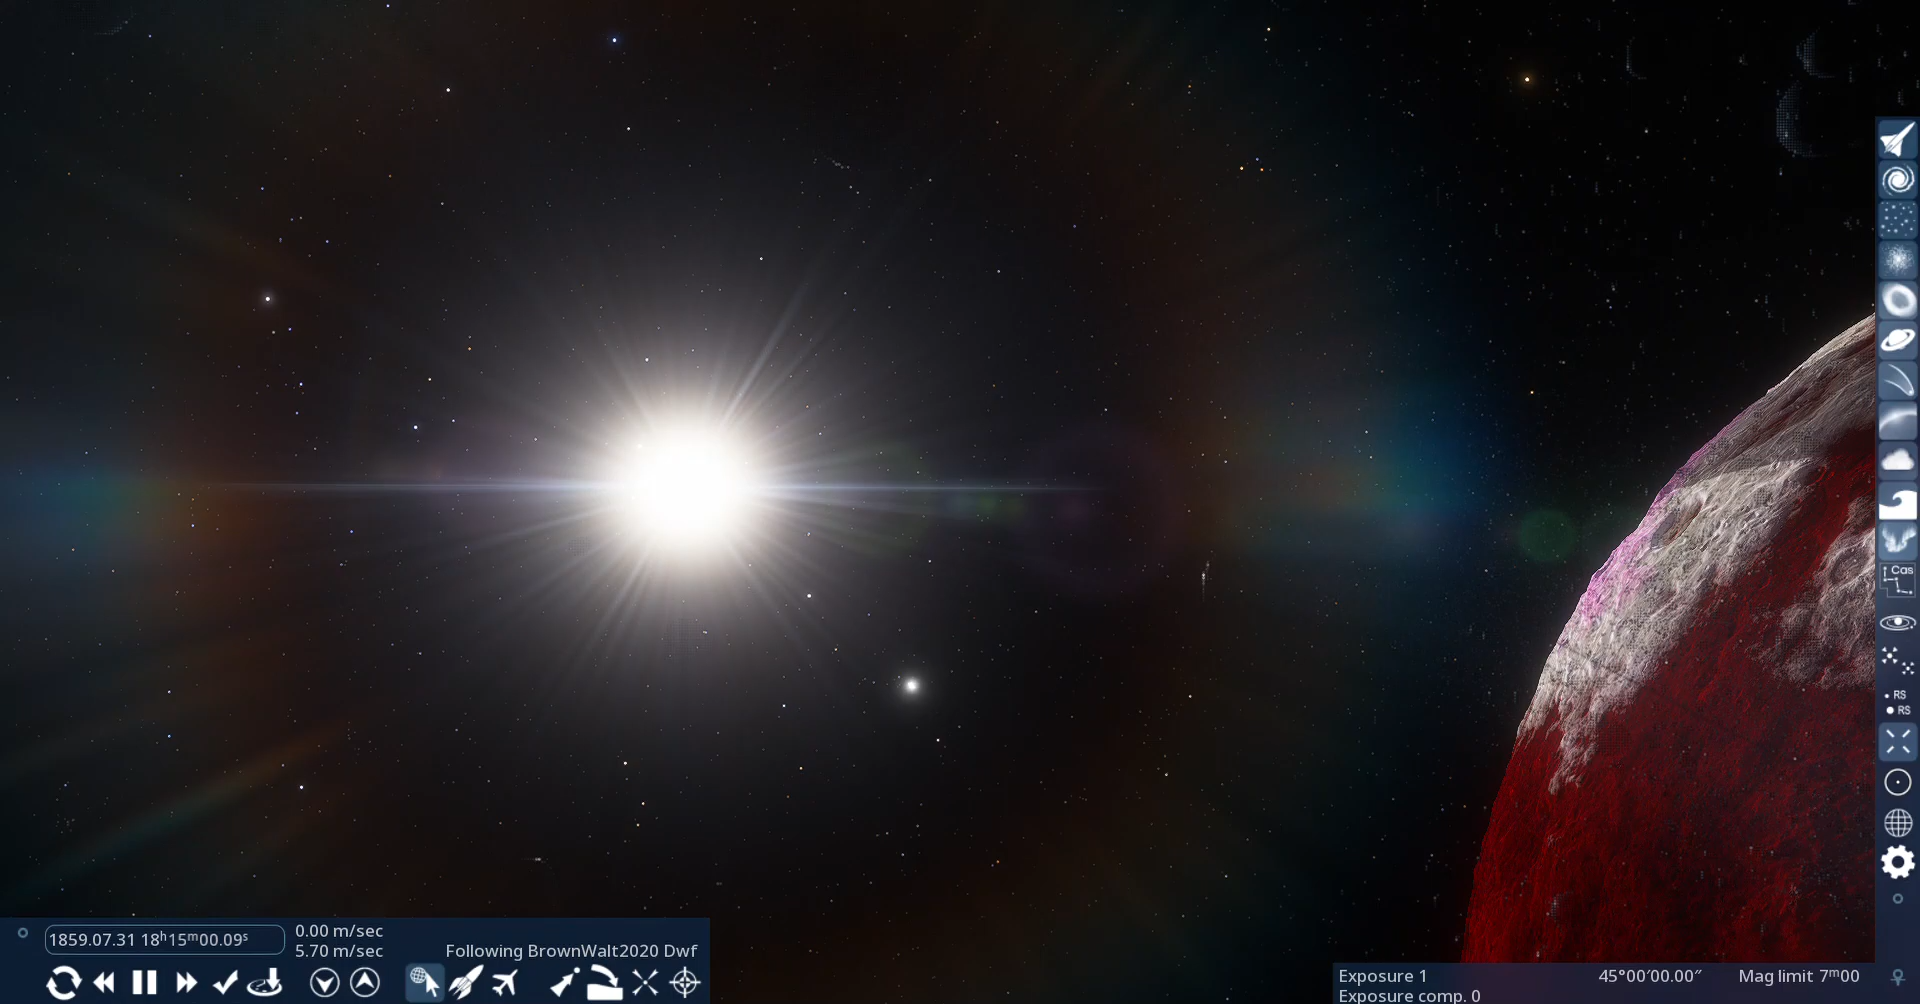 Cas
RS
RS
1859.07.31 18ʰ15ᵐ00.09ˢ
0.00 m/sec
5.70 m/sec
Following BrownWalt2020 Dwf
Exposure 1
45°00′00.00″
Mag limit 7ᵐ00
Exposure comp. 0